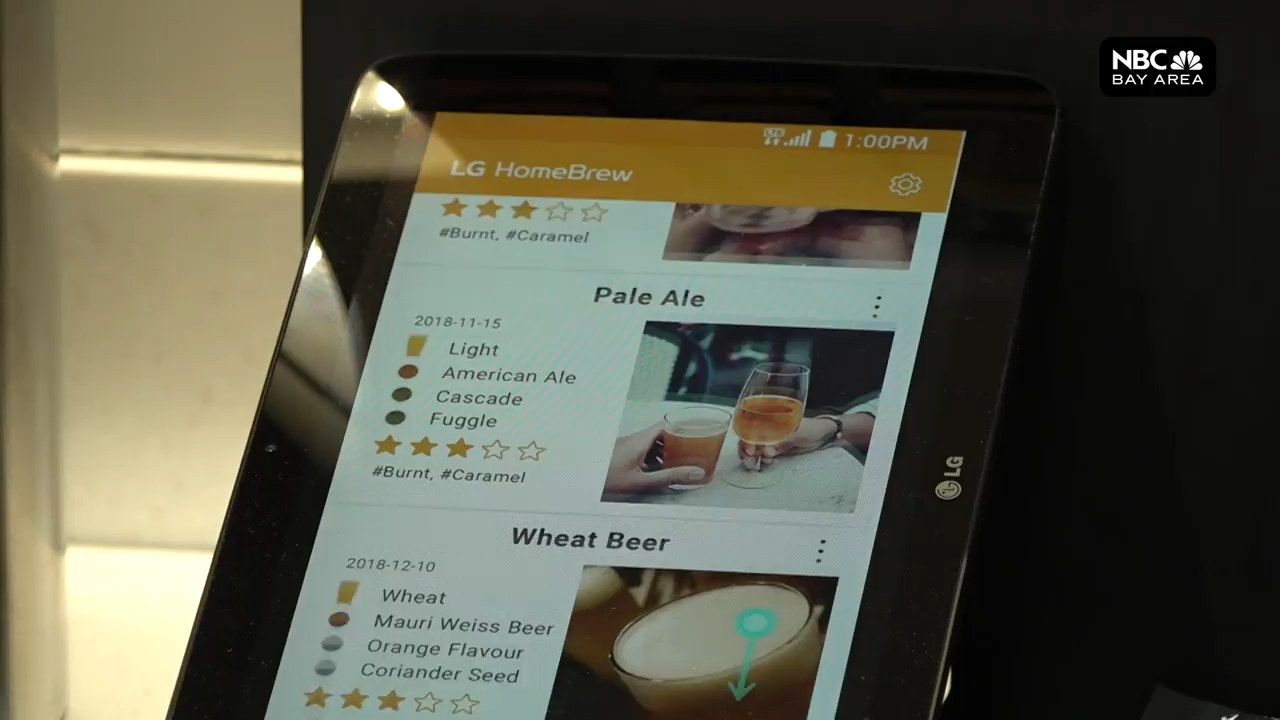 NBC
BAY AREA
LTE
1:00PM
LG HomeBrew
#Burnt, #Caramel
Pale Ale
2018-11-15
Light
American Ale
Cascade
Fuggle
#Burnt, #Caramel
LG
Wheat Beer
2018-12-10
Wheat
Mauri Weiss Beer
Orange Flavour
Coriander Seed